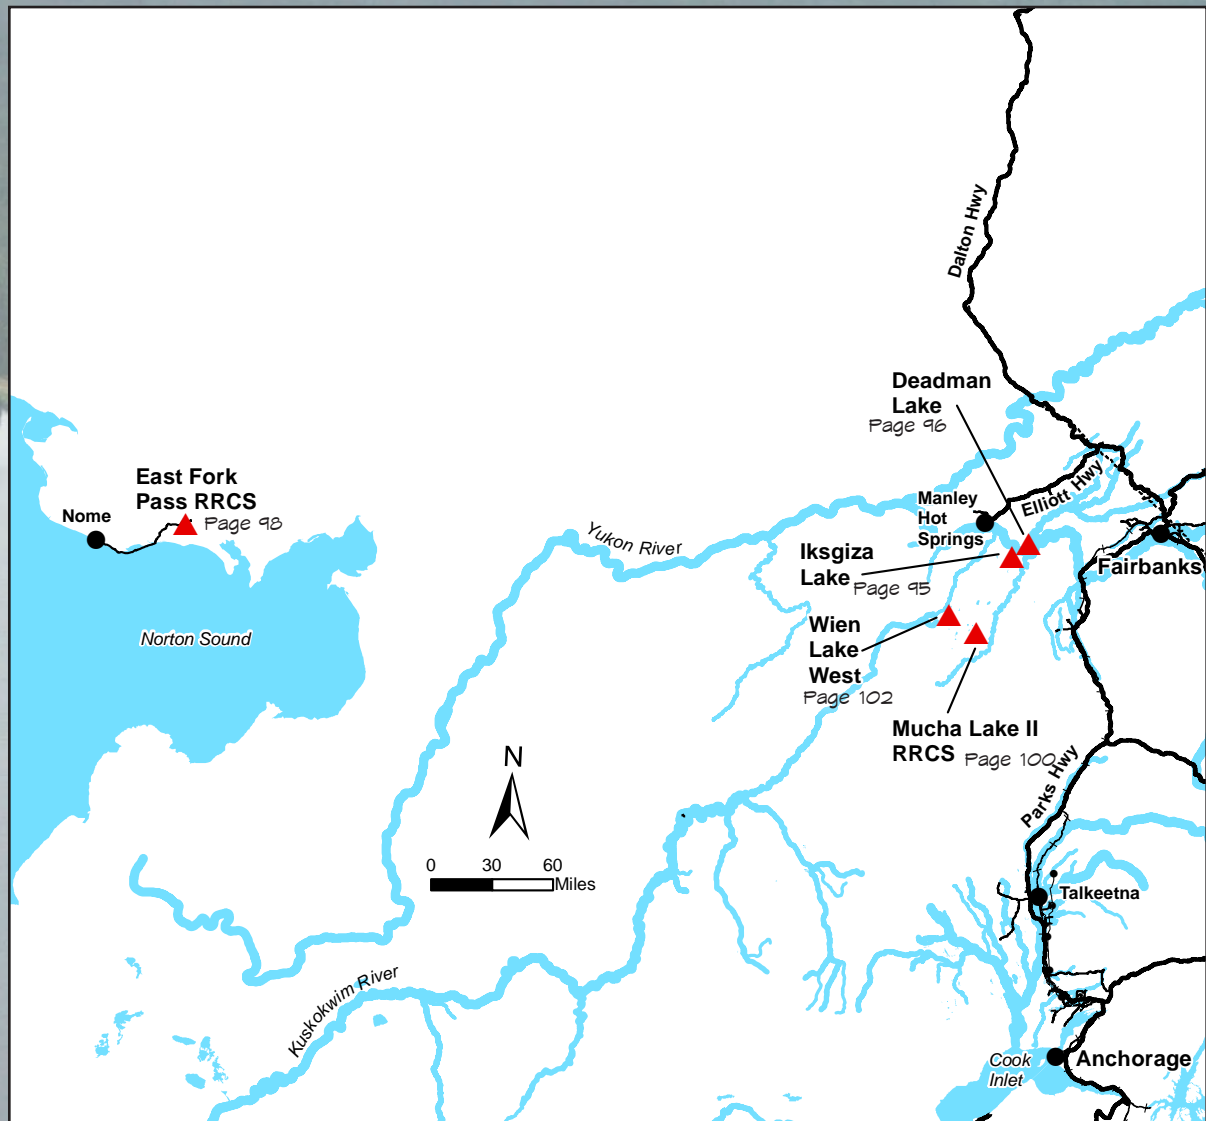 Dalton Hwy
Deadman
Lake
Page 96
East Fork
Pass RRCS
Page 98
Nome
Manley
Hot
Springs
Elliott Hwy
Yukon River
Iksgiza
Lake
Page 95
Fairbanks
Norton Sound
Wien
Lake
West
Page 102
Mucha Lake II
RRCS
Page 100
N
Parks Hwy
0 30 60
Miles
Talkeetna
Kuskokwim River
Cook
Inlet
Anchorage